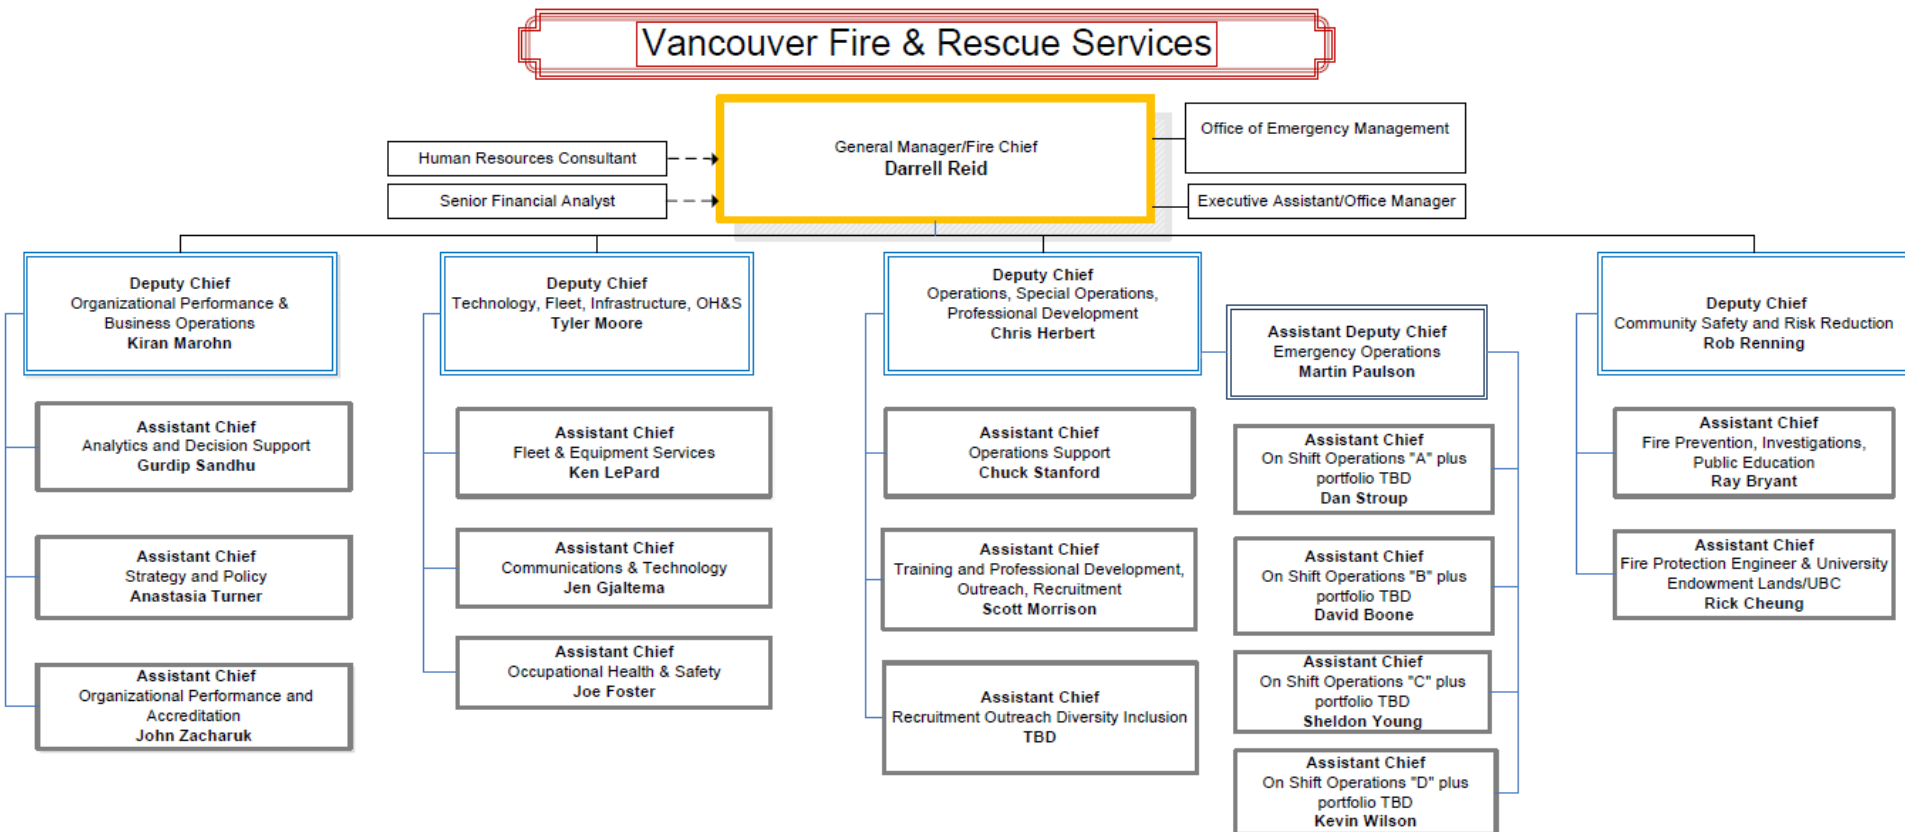 Vancouver Fire & Rescue Services
General Manager/Fire Chief
Darrell Reid
Human Resources Consultant
Senior Financial Analyst
Office of Emergency Management
Executive Assistant/Office Manager
Deputy Chief
Organizational Performance &
Business Operations
Kiran Marohn
Assistant Chief
Analytics and Decision Support
Gurdip Sandhu
Assistant Chief
Strategy and Policy
Anastasia Turner
Assistant Chief
Organizational Performance and
Accreditation
John Zacharuk
Deputy Chief
Technology, Fleet, Infrastructure, OH&S
Tyler Moore
Assistant Chief
Fleet & Equipment Services
Ken LePard
Assistant Chief
Communications & Technology
Jen Gjaltema
Assistant Chief
Occupational Health & Safety
Joe Foster
Deputy Chief
Operations, Special Operations,
Professional Development
Chris Herbert
Assistant Chief
Operations Support
Chuck Stanford
Assistant Chief
Training and Professional Development,
Outreach, Recruitment
Scott Morrison
Assistant Chief
Recruitment Outreach Diversity Inclusion
TBD
Assistant Deputy Chief
Emergency Operations
Martin Paulson
Assistant Chief
On Shift Operations "A" plus
portfolio TBD
Dan Stroup
Assistant Chief
On Shift Operations "B" plus
portfolio TBD
David Boone
Assistant Chief
On Shift Operations "C" plus
portfolio TBD
Sheldon Young
Assistant Chief
On Shift Operations "D" plus
portfolio TBD
Kevin Wilson
Deputy Chief
Community Safety and Risk Reduction
Rob Renning
Assistant Chief
Fire Prevention, Investigations,
Public Education
Ray Bryant
Assistant Chief
Fire Protection Engineer & University
Endowment Lands/UBC
Rick Cheung